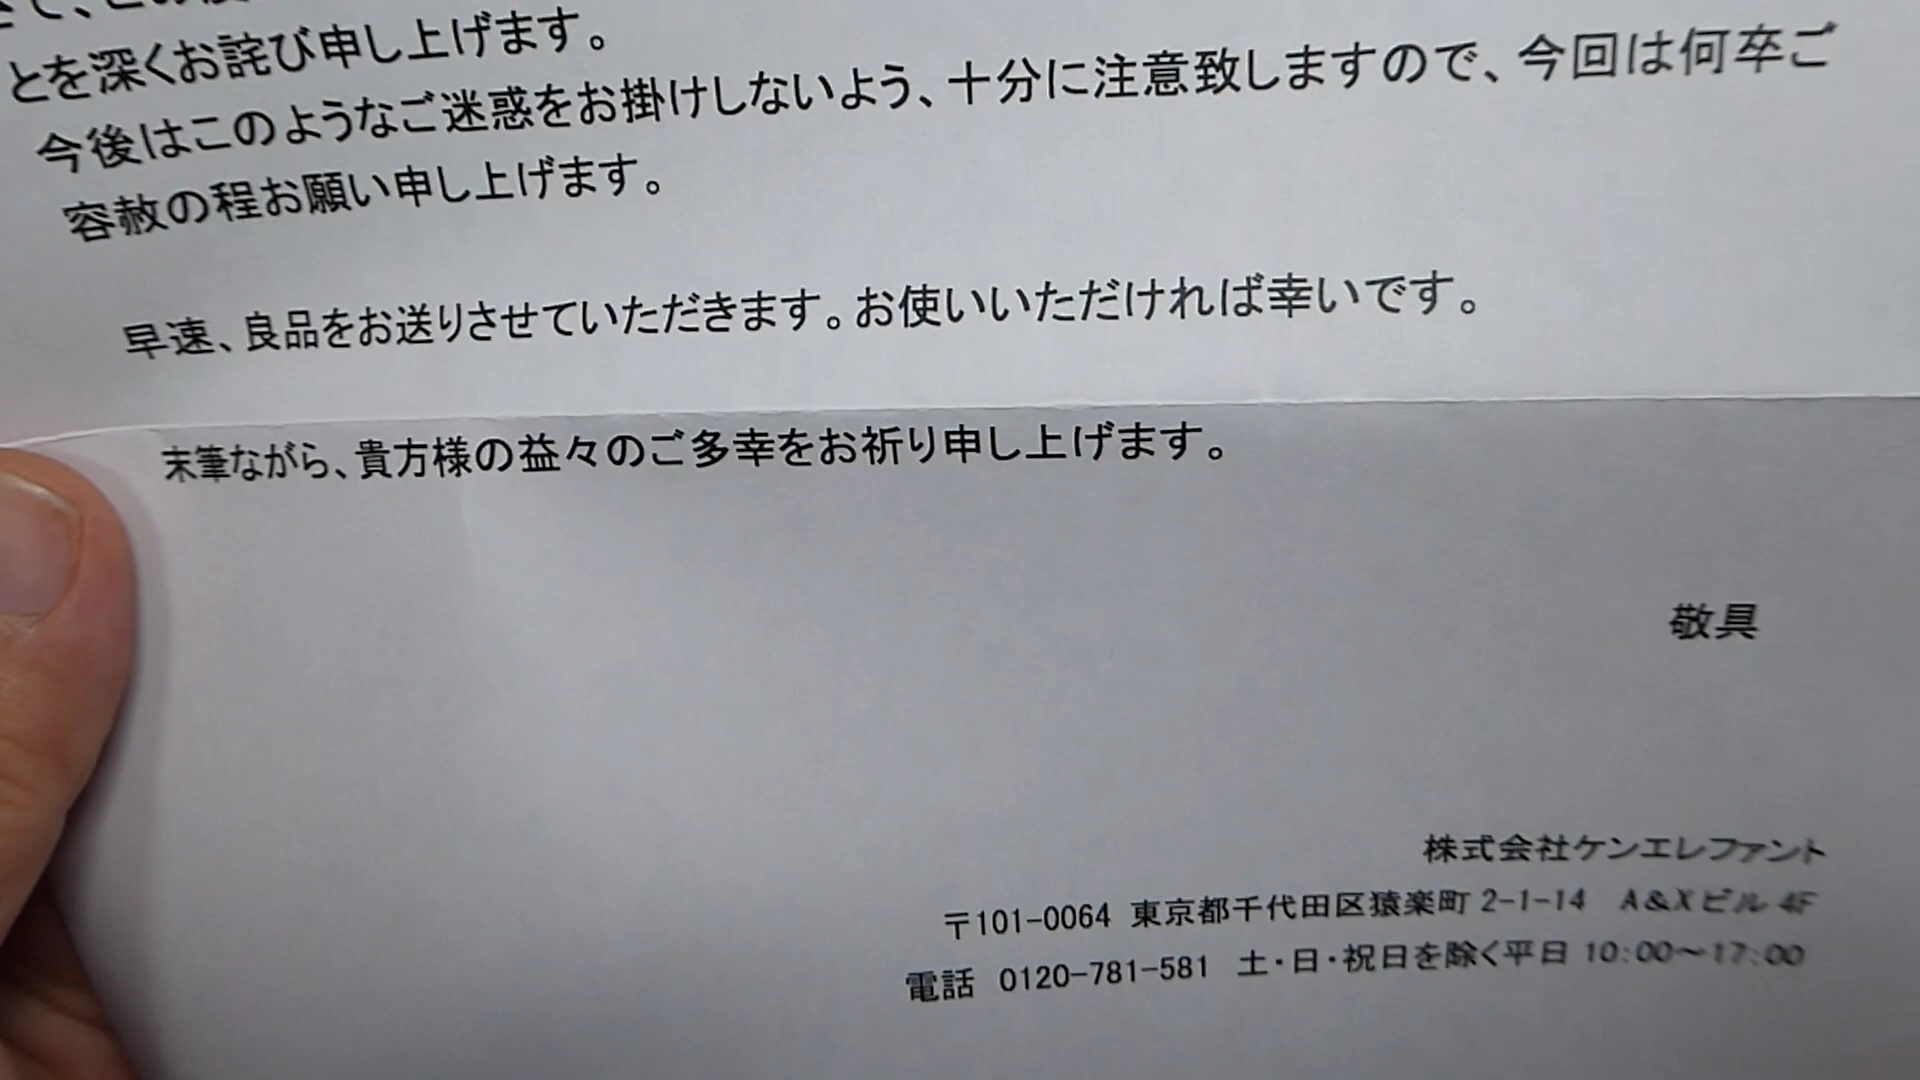 とを深くお詫び申し上げます。
今後はこのようなご迷惑をお掛けしないよう、十分に注意致しますので、今回は何卒ご
容赦の程お願い申し上げます。
早速、良品をお送りさせていただきます。お使いいただければ幸いです。
末筆ながら、貴方様の益々のご多幸をお祈り申し上げます。
敬具
株式会社ケンエレファント
〒101-0064 東京都千代田区猿楽町 2-1-14 A&Xビル 4F
電話 0120-781-581 土・日・祝日を除く平日 10:00～17:00